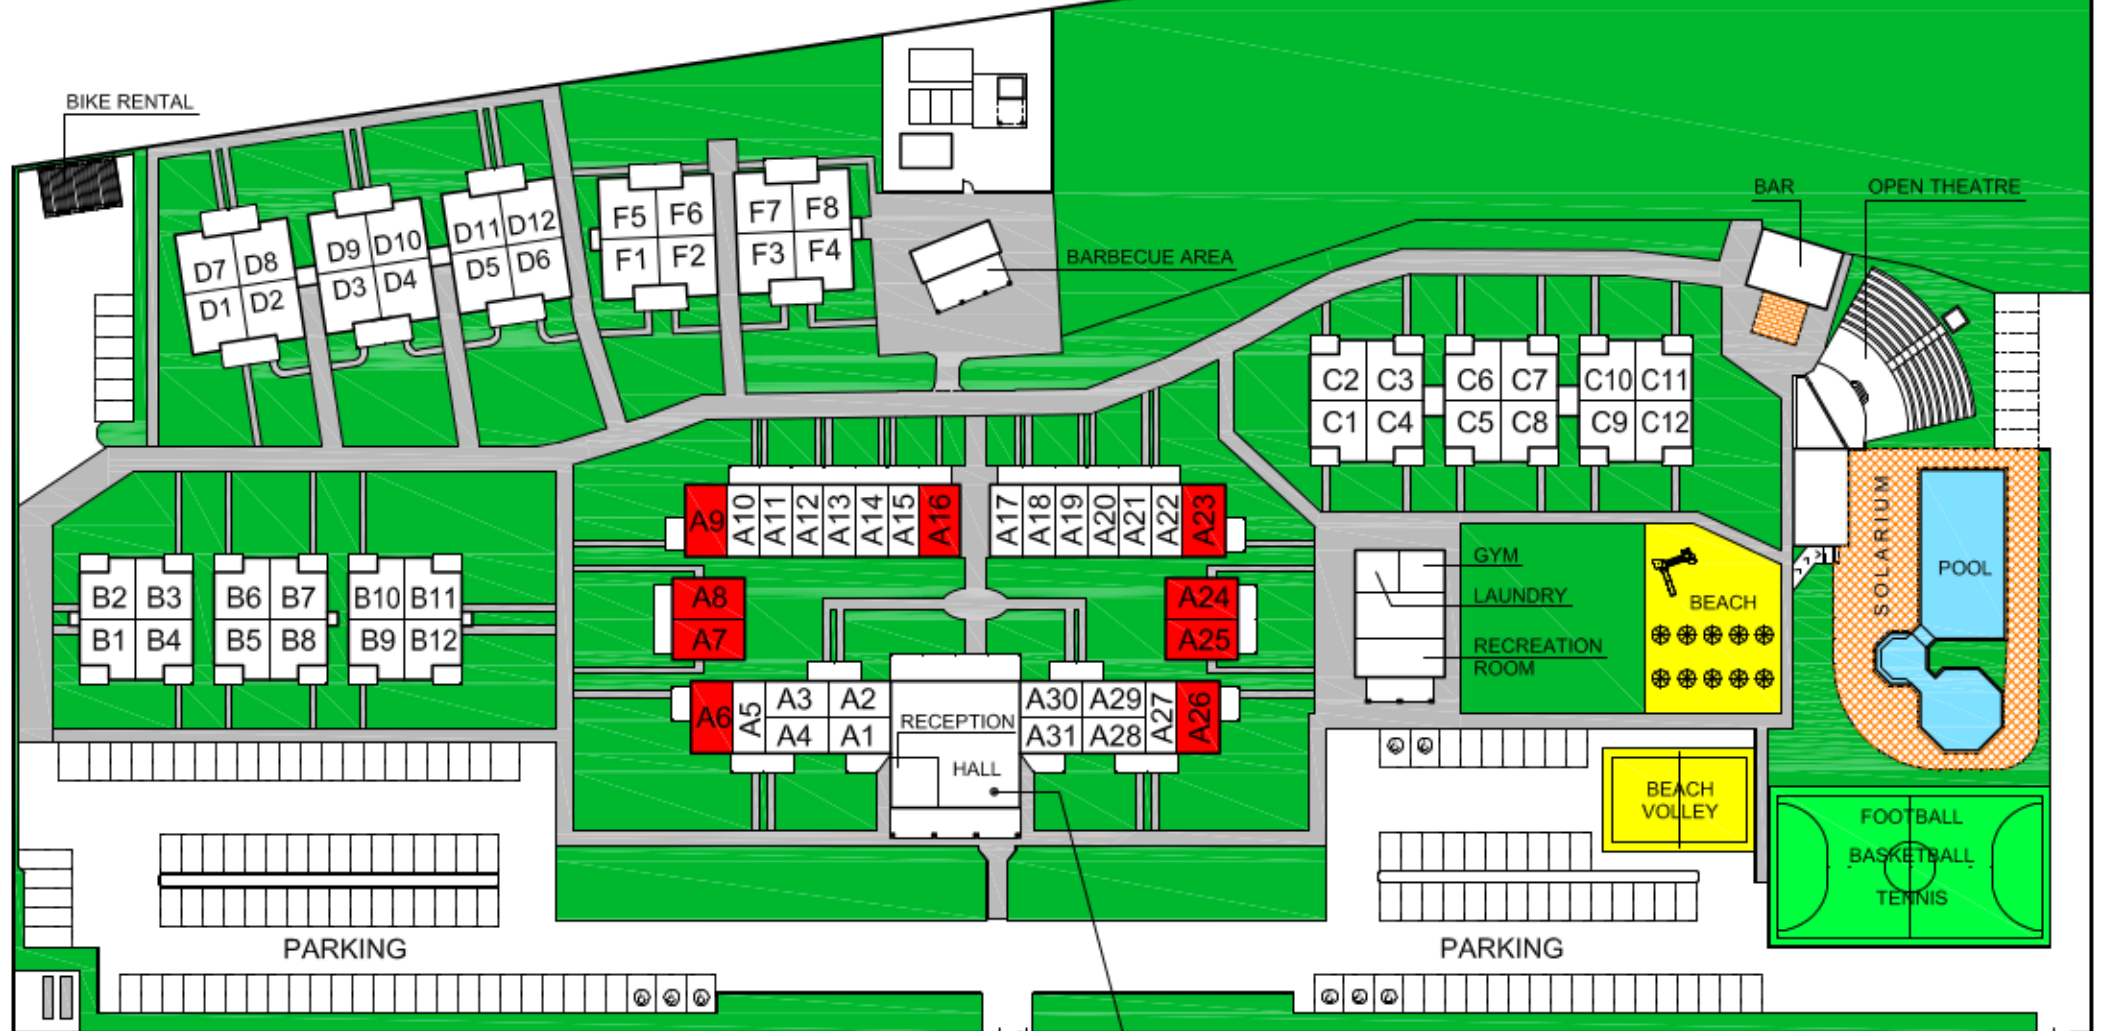 BIKE RENTAL
BAR
OPEN THEATRE
BARBECUE AREA
D7 D8
D1 D2
D9 D10
D3 D4
D11 D12
D5 D6
F5 F6
F1 F2
F7 F8
F3 F4
C2 C3
C1 C4
C6 C7
C5 C8
C10 C11
C9 C12
A9 A10 A11 A12 A13 A14 A15 A16
A17 A18 A19 A20 A21 A22 A23
B2 B3
B1 B4
B6 B7
B5 B8
B10 B11
B9 B12
A8
A7
A24
A25
A6 A5
A3 A2
A4 A1
RECEPTION
HALL
A30 A29
A31 A28
A27 A26
GYM
LAUNDRY
RECREATION
ROOM
BEACH
SOLARIUM
POOL
BEACH
VOLLEY
FOOTBALL
BASKETBALL
TENNIS
PARKING
PARKING